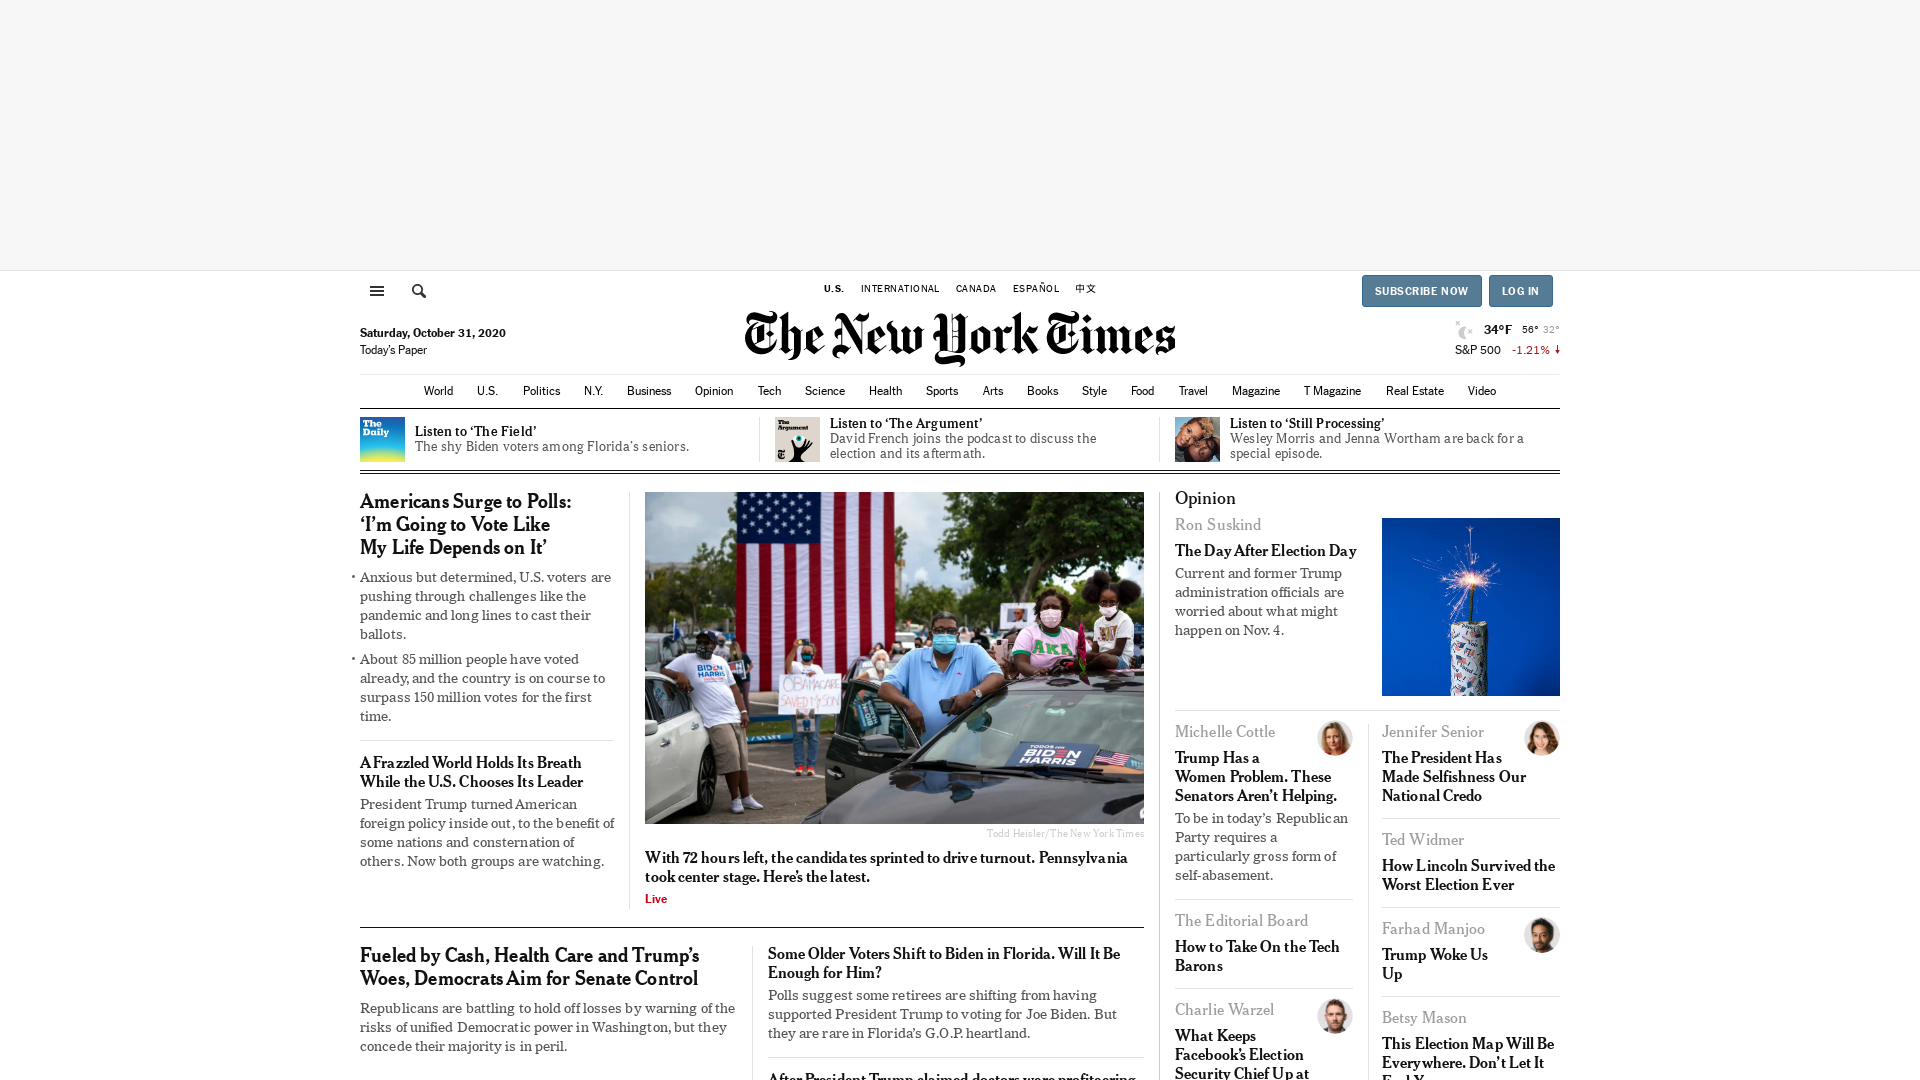 U.S. INTERNATIONAL CANADA ESPAÑOL 中文
SUBSCRIBE NOW
LOG IN
Saturday, October 31, 2020
Today's Paper
The New York Times
34°F 56° 32°
S&P 500 -1.21% ↓
World U.S. Politics N.Y. Business Opinion Tech Science Health Sports Arts Books Style Food Travel Magazine T Magazine Real Estate Video
The
Daily
Listen to ‘The Field’
The shy Biden voters among Florida's seniors.
The
Argument
Listen to ‘The Argument’
David French joins the podcast to discuss the
election and its aftermath.
Listen to ‘Still Processing’
Wesley Morris and Jenna Wortham are back for a
special episode.
Americans Surge to Polls:
‘I’m Going to Vote Like
My Life Depends on It’
• Anxious but determined, U.S. voters are
pushing through challenges like the
pandemic and long lines to cast their
ballots.
• About 85 million people have voted
already, and the country is on course to
surpass 150 million votes for the first
time.
A Frazzled World Holds Its Breath
While the U.S. Chooses Its Leader
President Trump turned American
foreign policy inside out, to the benefit of
some nations and consternation of
others. Now both groups are watching.
BIDEN
HARRIS
OBAMACARE
SAVED MY SON
AKA
TODOS CON
BIDEN
HARRIS
Todd Heisler/The New York Times
With 72 hours left, the candidates sprinted to drive turnout. Pennsylvania
took center stage. Here’s the latest.
Live
Fueled by Cash, Health Care and Trump’s
Woes, Democrats Aim for Senate Control
Republicans are battling to hold off losses by warning of the
risks of unified Democratic power in Washington, but they
concede their majority is in peril.
Some Older Voters Shift to Biden in Florida. Will It Be
Enough for Him?
Polls suggest some retirees are shifting from having
supported President Trump to voting for Joe Biden. But
they are rare in Florida’s G.O.P. heartland.
After President Trump claimed doctors were profiteering
Opinion
Ron Suskind
The Day After Election Day
Current and former Trump
administration officials are
worried about what might
happen on Nov. 4.
Michelle Cottle
Trump Has a
Women Problem. These
Senators Aren’t Helping.
To be in today’s Republican
Party requires a
particularly gross form of
self-abasement.
The Editorial Board
How to Take On the Tech
Barons
Charlie Warzel
What Keeps
Facebook’s Election
Security Chief Up at
Jennifer Senior
The President Has
Made Selfishness Our
National Credo
Ted Widmer
How Lincoln Survived the
Worst Election Ever
Farhad Manjoo
Trump Woke Us
Up
Betsy Mason
This Election Map Will Be
Everywhere. Don’t Let It